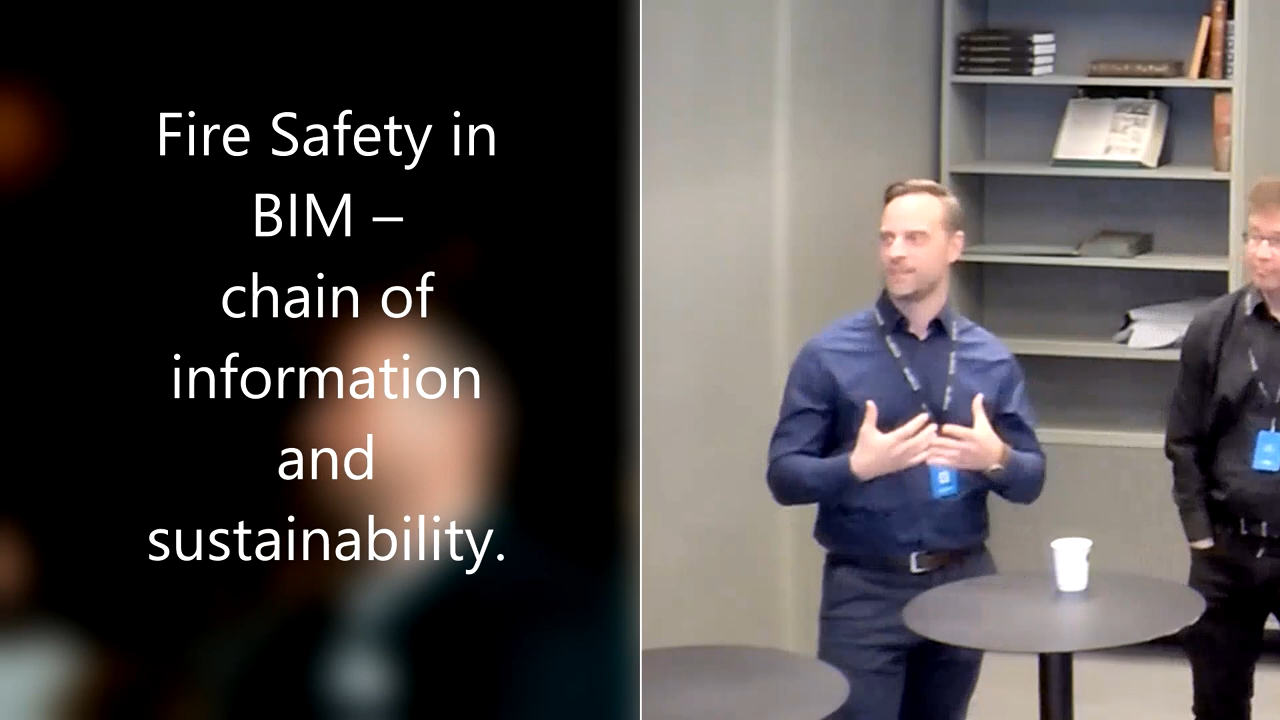 Fire Safety in
BIM –
chain of
information
and
sustainability.